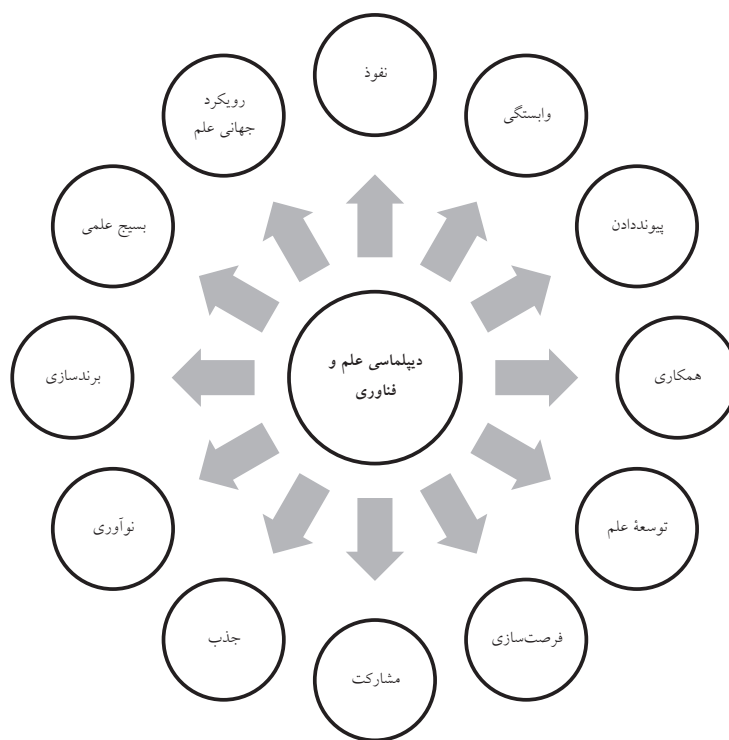 نفوذ
وابستگی
پیونددادن
همکاری
توسعهٔ علم
فرصت‌سازی
مشارکت
جذب
نوآوری
برندسازی
بسیج علمی
رویکرد
جهانی علم
دیپلماسی علم و
فناوری